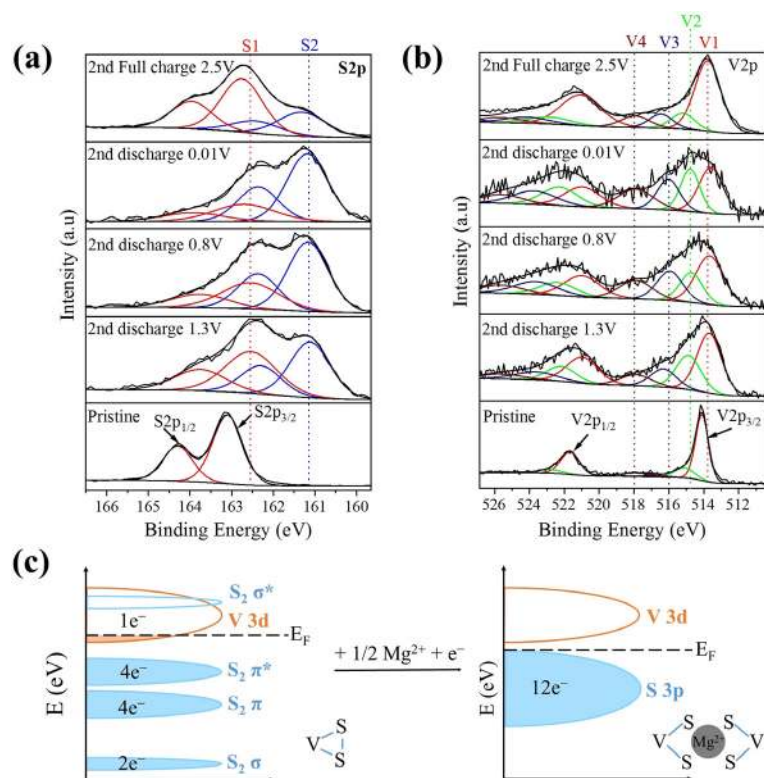 (a)
S1 S2
2nd Full charge 2.5V
S2p
2nd discharge 0.01V
2nd discharge 0.8V
2nd discharge 1.3V
Pristine
S2p1/2
S2p3/2
Intensity (a.u)
166 165 164 163 162 161 160
Binding Energy (eV)
(b)
V4 V3 V2 V1
2nd Full charge 2.5V
V2p
2nd discharge 0.01V
2nd discharge 0.8V
2nd discharge 1.3V
Pristine
V2p1/2
V2p3/2
Intensity (a.u)
526 524 522 520 518 516 514 512 510
Binding Energy (eV)
(c)
E (eV)
S₂ σ*
1e⁻ V 3d
E_F
4e⁻ S₂ π*
4e⁻ S₂ π
2e⁻ S₂ σ
V S S
+ 1/2 Mg²⁺ + e⁻
E (eV)
V 3d
E_F
12e⁻ S 3p
S S
V Mg²⁺ V
S S